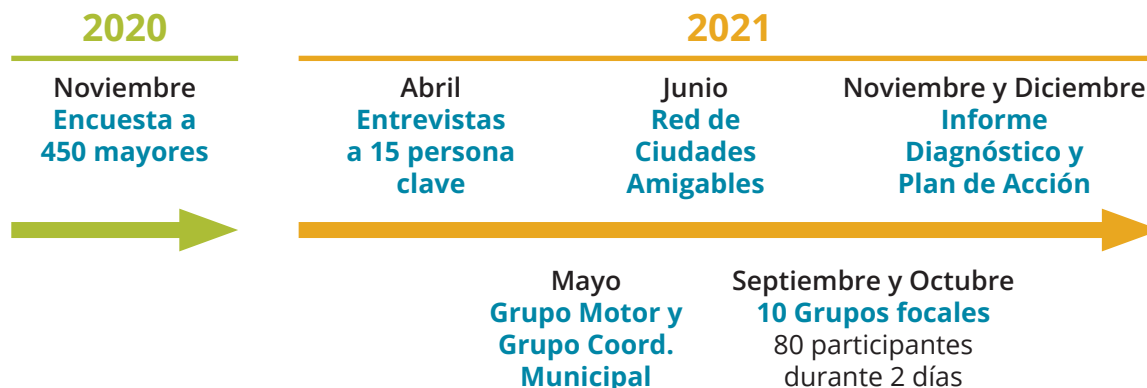 2020
Noviembre
Encuesta a
450 mayores
2021
Abril
Entrevistas
a 15 persona
clave
Junio
Red de
Ciudades
Amigables
Noviembre y Diciembre
Informe
Diagnóstico y
Plan de Acción
Mayo
Grupo Motor y
Grupo Coord.
Municipal
Septiembre y Octubre
10 Grupos focales
80 participantes
durante 2 días